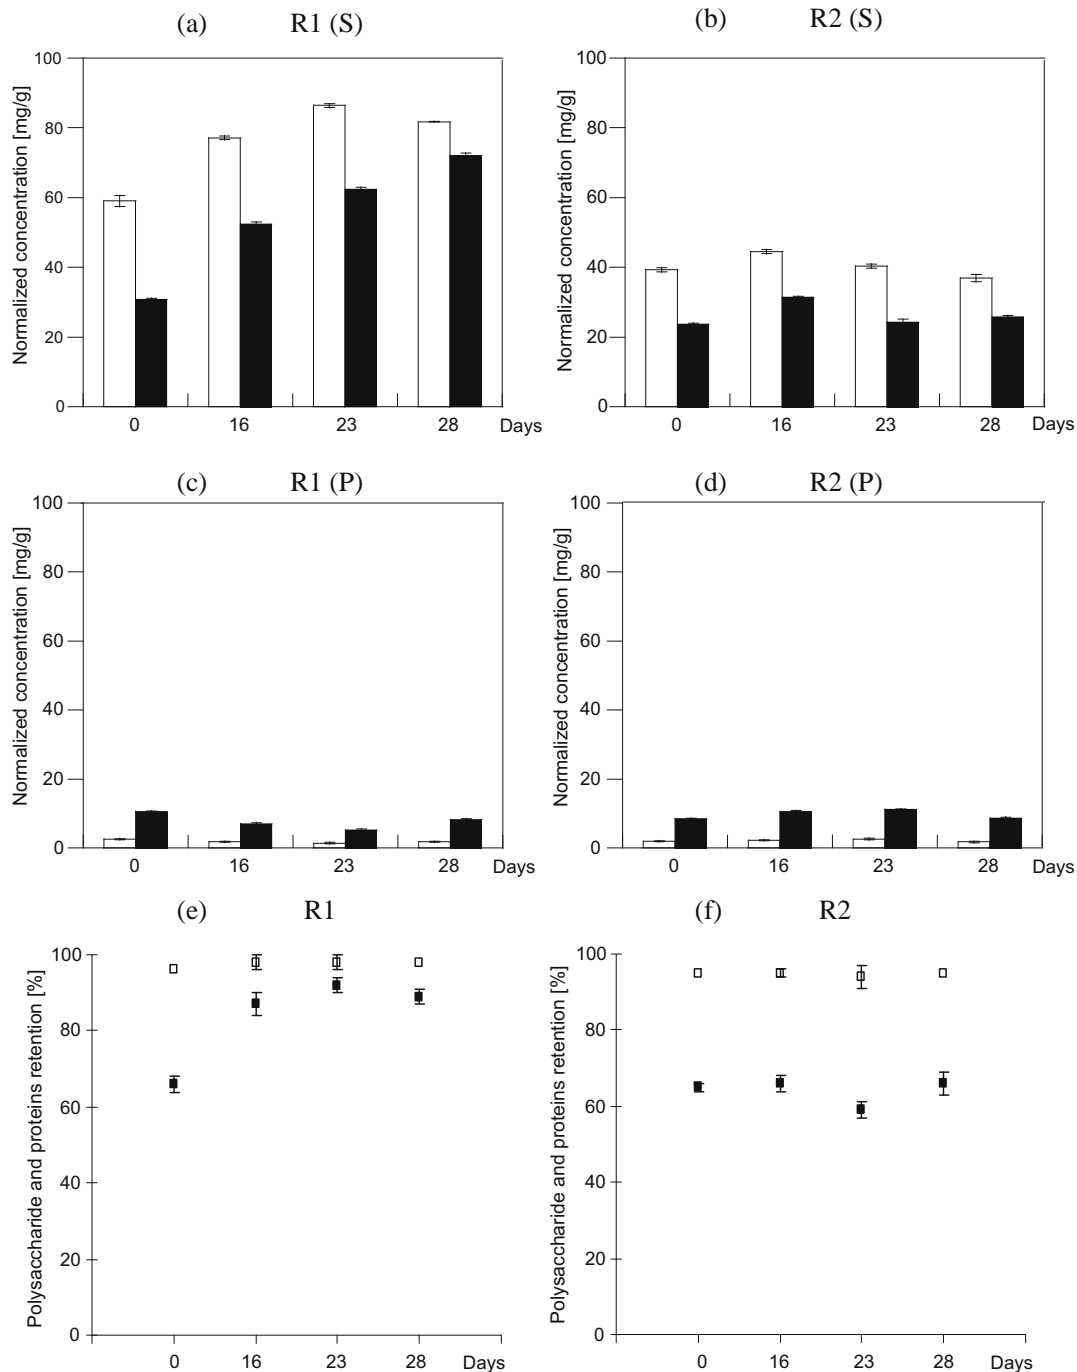 (a) R1 (S)
(b) R2 (S)
Normalized concentration [mg/g]
100
80
60
40
20
0
0 16 23 28 Days
Normalized concentration [mg/g]
100
80
60
40
20
0
0 16 23 28 Days
(c) R1 (P)
(d) R2 (P)
Normalized concentration [mg/g]
100
80
60
40
20
0
0 16 23 28 Days
Normalized concentration [mg/g]
100
80
60
40
20
0
0 16 23 28 Days
(e) R1
(f) R2
Polysaccharide and proteins retention [%]
100
80
60
40
20
0
0 16 23 28 Days
Polysaccharide and proteins retention [%]
100
80
60
40
20
0
0 16 23 28 Days